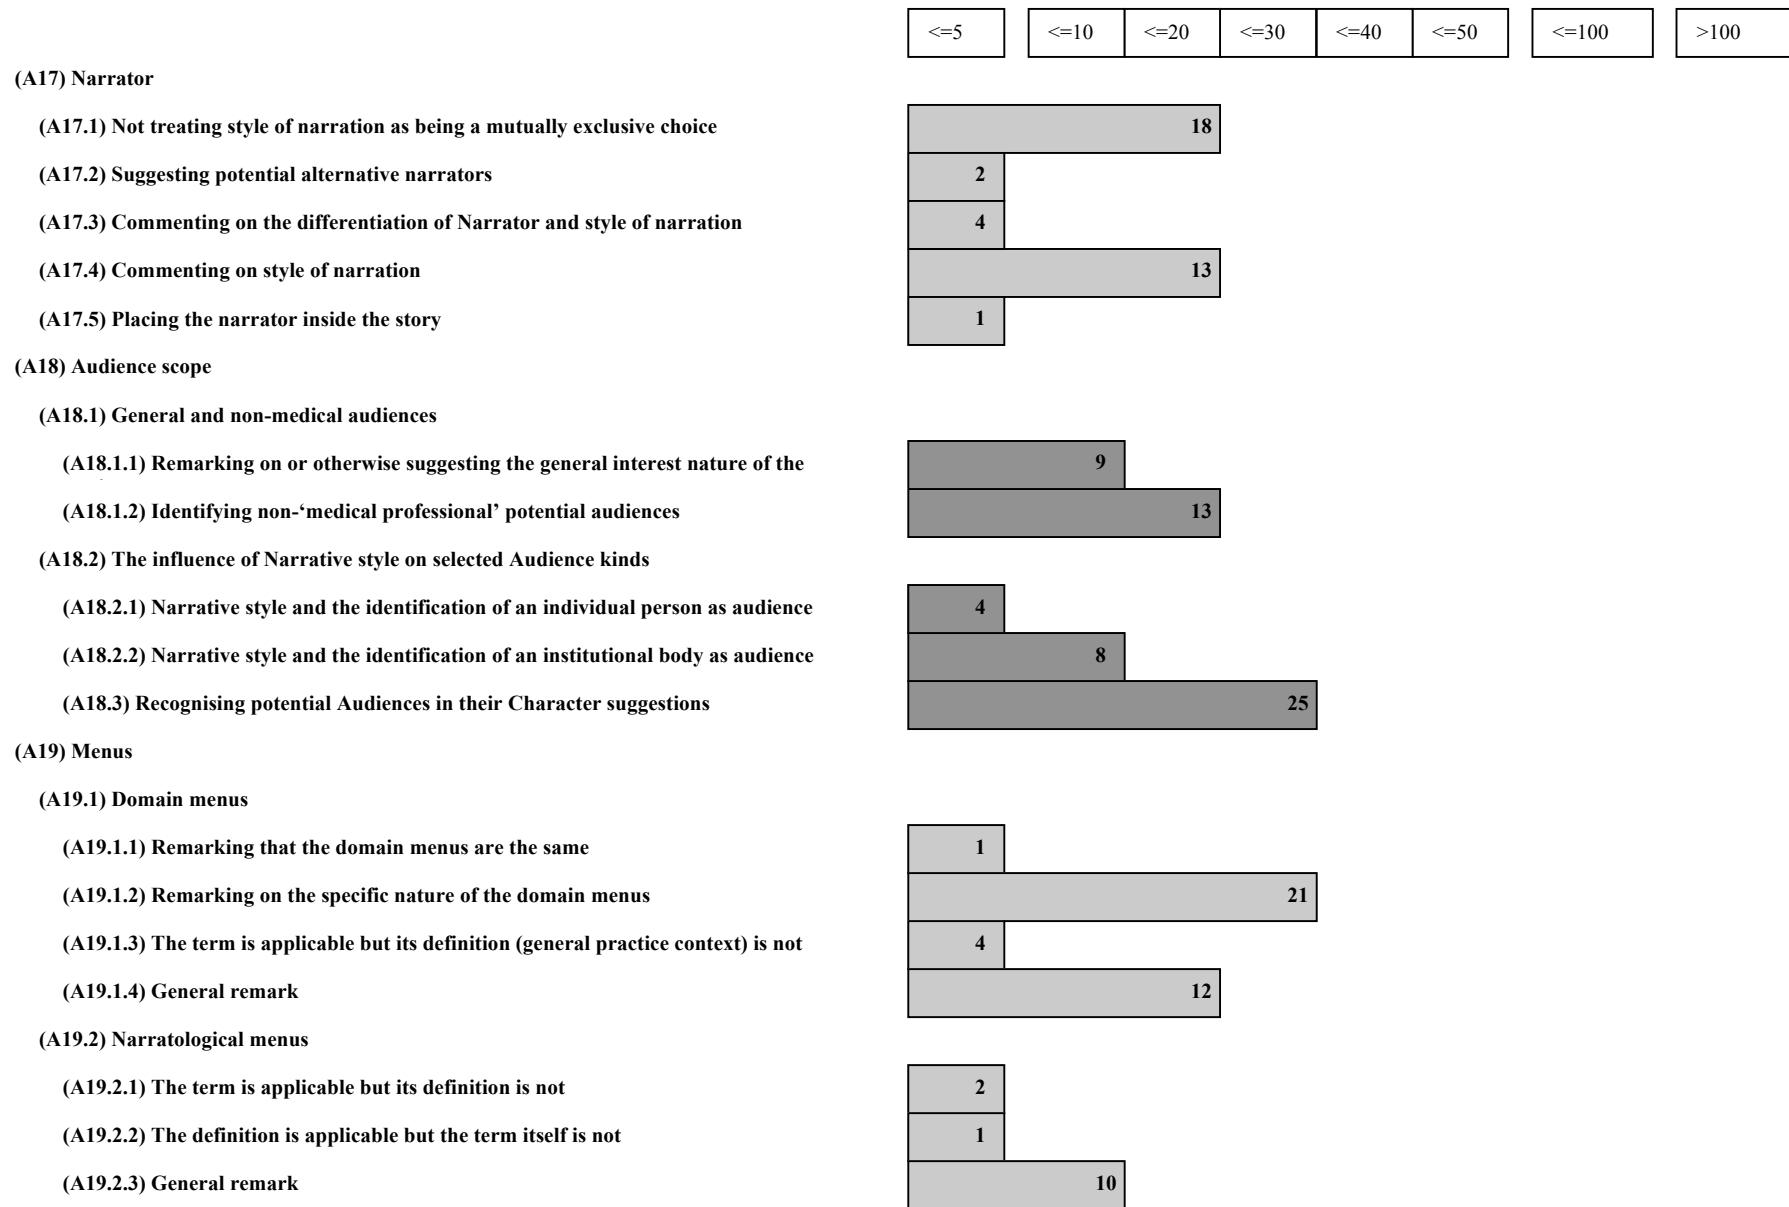 <=5 <=10 <=20 <=30 <=40 <=50 <=100 >100
(A17) Narrator
(A17.1) Not treating style of narration as being a mutually exclusive choice 18
(A17.2) Suggesting potential alternative narrators 2
(A17.3) Commenting on the differentiation of Narrator and style of narration 4
(A17.4) Commenting on style of narration 13
(A17.5) Placing the narrator inside the story 1
(A18) Audience scope
(A18.1) General and non-medical audiences
(A18.1.1) Remarking on or otherwise suggesting the general interest nature of the 9
(A18.1.2) Identifying non-‘medical professional’ potential audiences 13
(A18.2) The influence of Narrative style on selected Audience kinds
(A18.2.1) Narrative style and the identification of an individual person as audience 4
(A18.2.2) Narrative style and the identification of an institutional body as audience 8
(A18.3) Recognising potential Audiences in their Character suggestions 25
(A19) Menus
(A19.1) Domain menus
(A19.1.1) Remarking that the domain menus are the same 1
(A19.1.2) Remarking on the specific nature of the domain menus 21
(A19.1.3) The term is applicable but its definition (general practice context) is not 4
(A19.1.4) General remark 12
(A19.2) Narratological menus
(A19.2.1) The term is applicable but its definition is not 2
(A19.2.2) The definition is applicable but the term itself is not 1
(A19.2.3) General remark 10